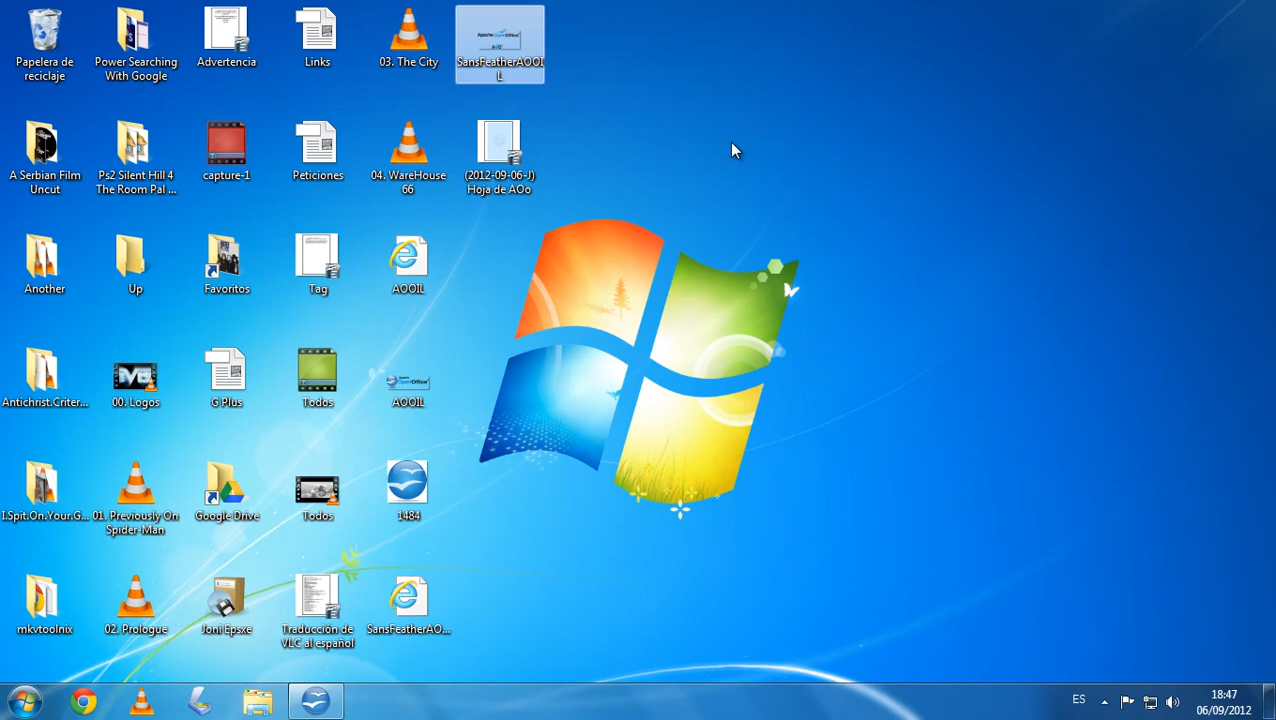 Papelera de
reciclaje
Power Searching
With Google
Advertencia
Links
03. The City
SansFeatherAOOI
L
A Serbian Film
Uncut
Ps2 Silent Hill 4
The Room Pal ...
capture-1
Peticiones
04. WareHouse
66
(2012-09-06-J)
Hoja de AOo
Another
Up
Favoritos
Tag
AOOIL
Antichrist.Criter...
00. Logos
G Plus
Todos
AOOIL
I.Spit.On.Your.G...
01. Previously On
Spider-Man
Google Drive
Todos
1484
mkvtoolnix
02. Prologue
Joni Epsxe
Traducción de
VLC al español
SansFeatherAO...
ES
18:47
06/09/2012